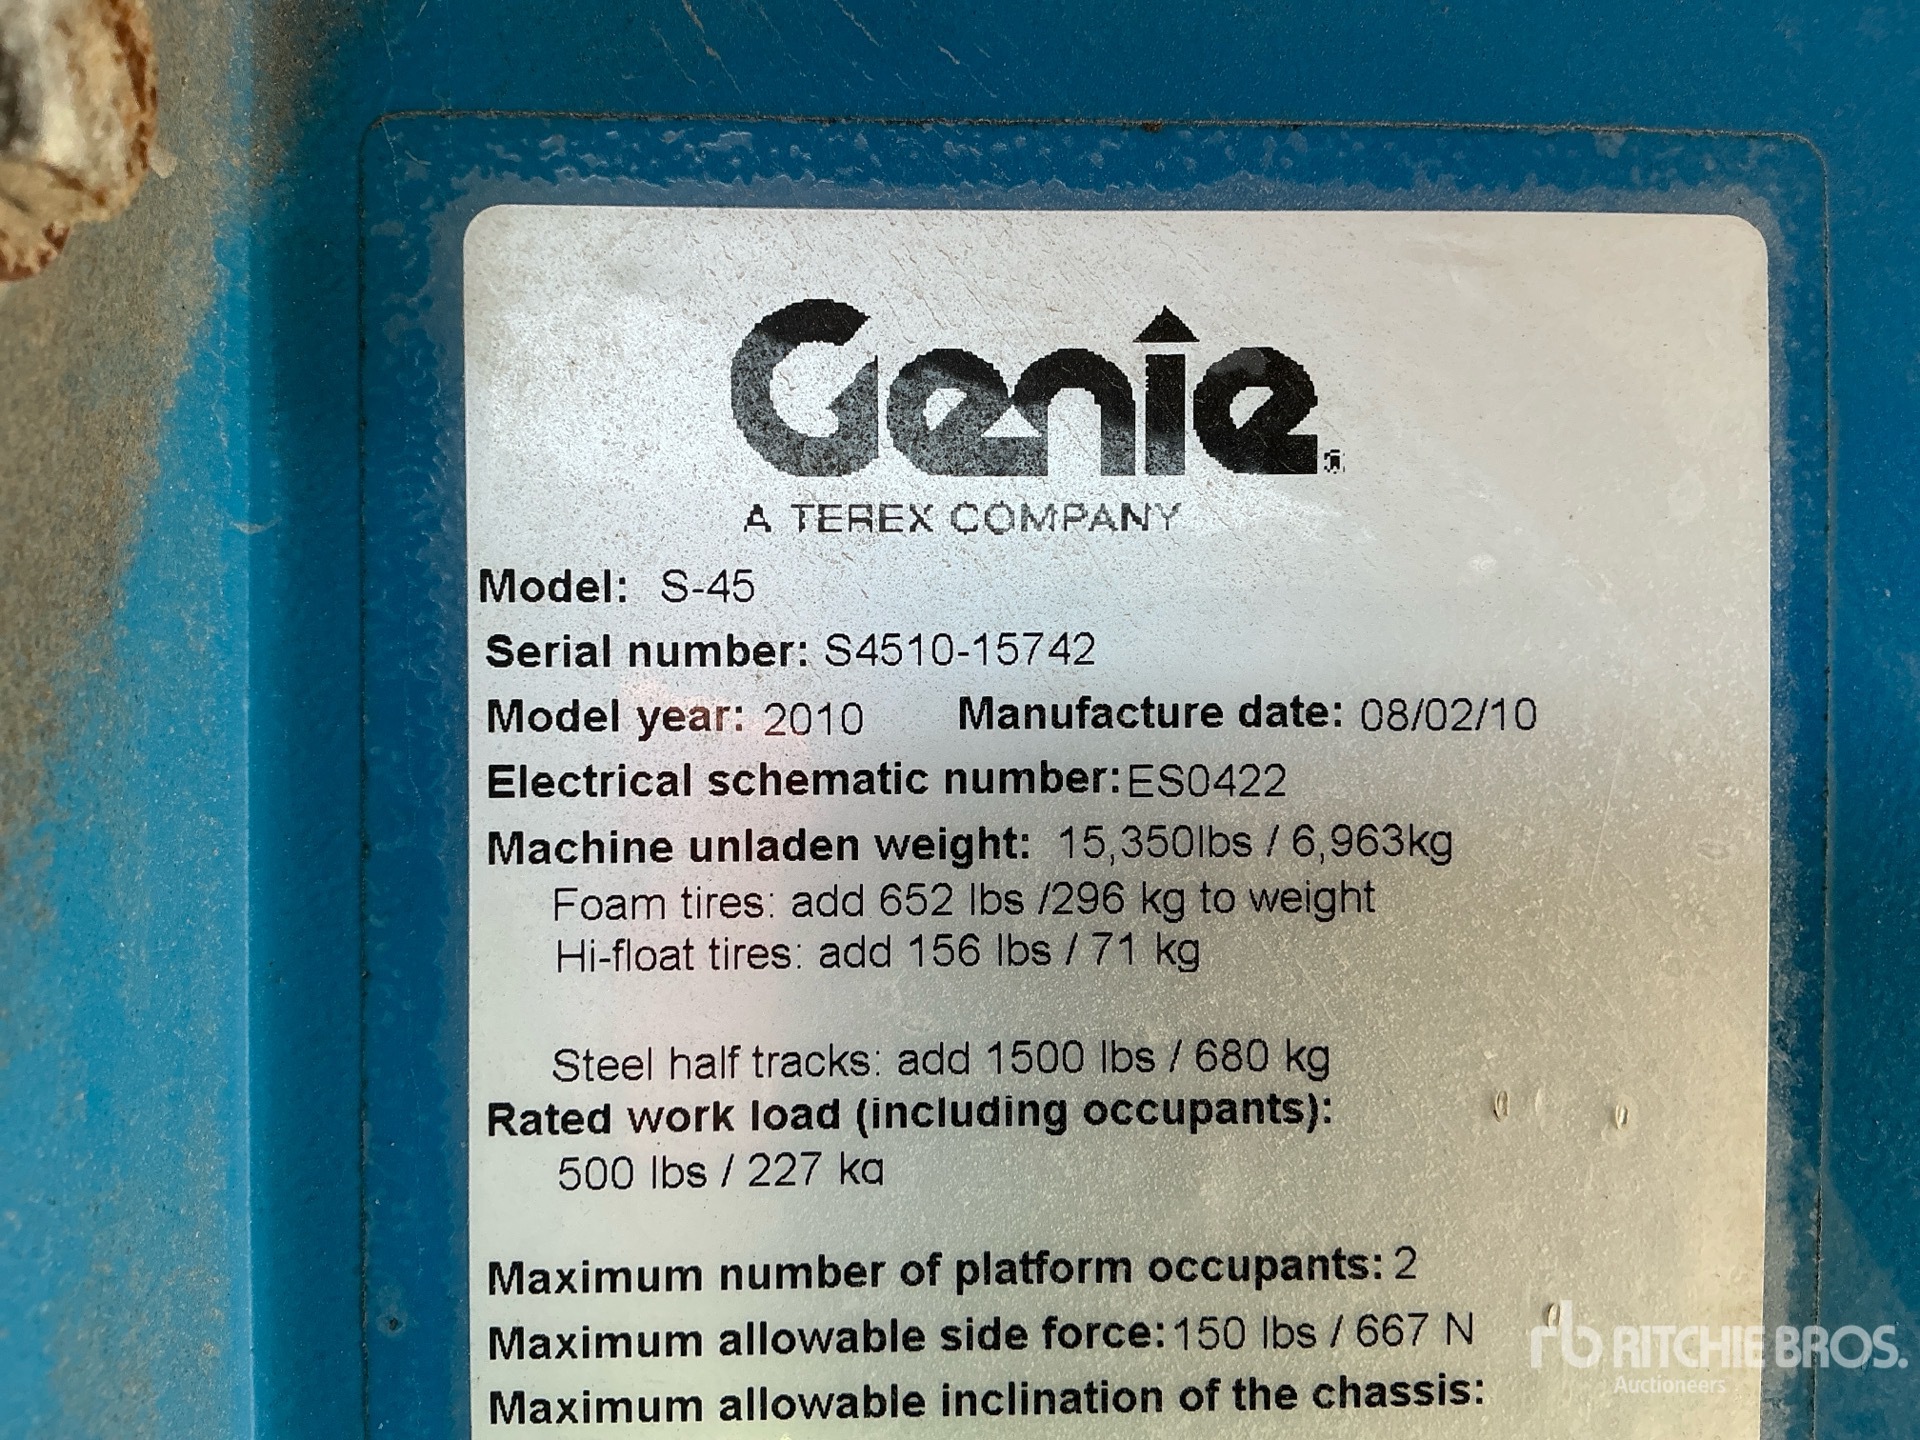 Genie
A TEREX COMPANY
Model: S-45
Serial number: S4510-15742
Model year: 2010 Manufacture date: 08/02/10
Electrical schematic number:ES0422
Machine unladen weight: 15,350lbs / 6,963kg
Foam tires: add 652 lbs /296 kg to weight
Hi-float tires: add 156 lbs / 71 kg
Steel half tracks: add 1500 lbs / 680 kg
Rated work load (including occupants):
500 lbs / 227 kg
Maximum number of platform occupants: 2
Maximum allowable side force:150 lbs / 667 N
Maximum allowable inclination of the chassis:
rb RITCHIE BROS.
Auctioneers